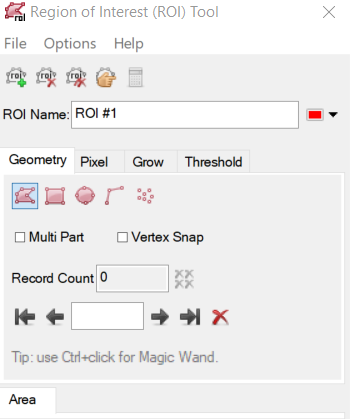 Region of Interest (ROI) Tool
File Options Help
ROI Name: ROI #1
Geometry Pixel Grow Threshold
Multi Part Vertex Snap
Record Count 0
Tip: use Ctrl+click for Magic Wand.
Area